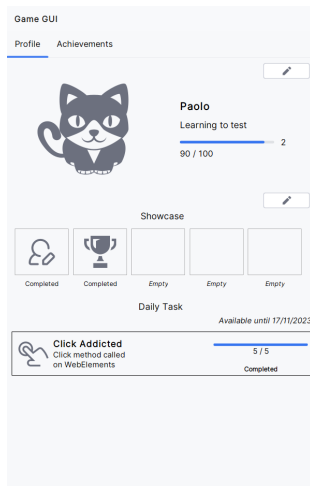 Game GUI
Profile Achievements
Paolo
Learning to test
2
90 / 100
Showcase
Completed Completed Empty Empty Empty
Daily Task
Available until 17/11/2023
Click Addicted
Click method called
on WebElements
5 / 5
Completed